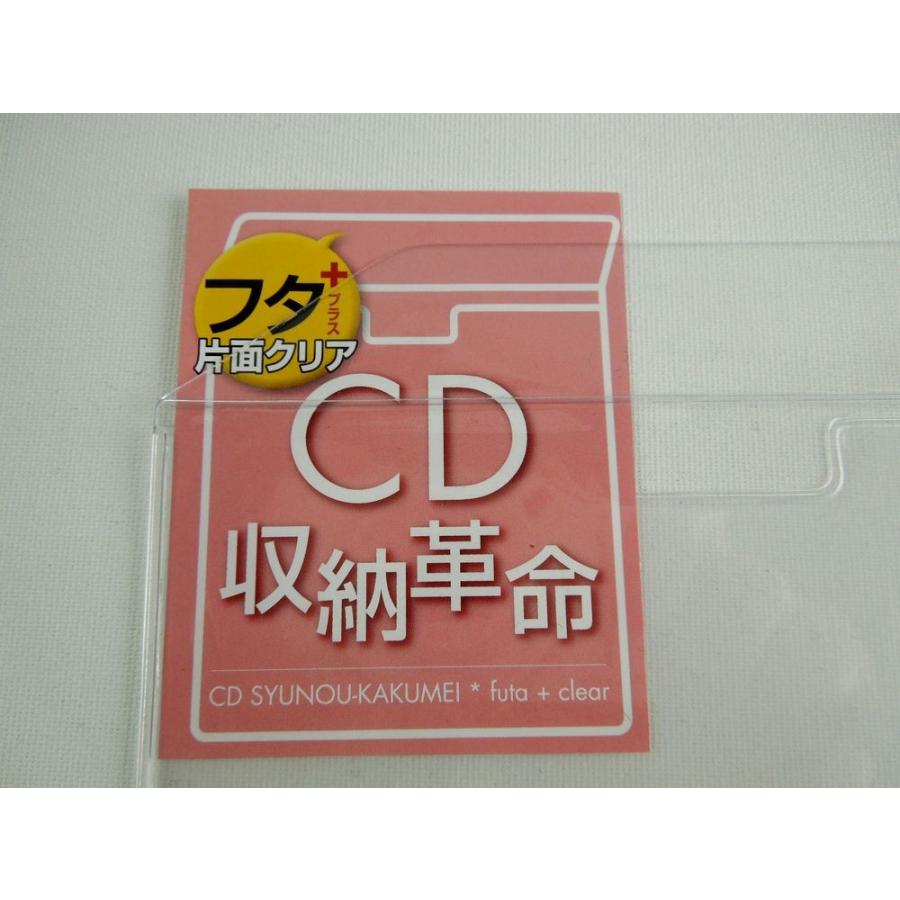 フタ+
プラス
片面クリア
CD
収納革命
CD SYUNOU-KAKUMEI * futa + clear